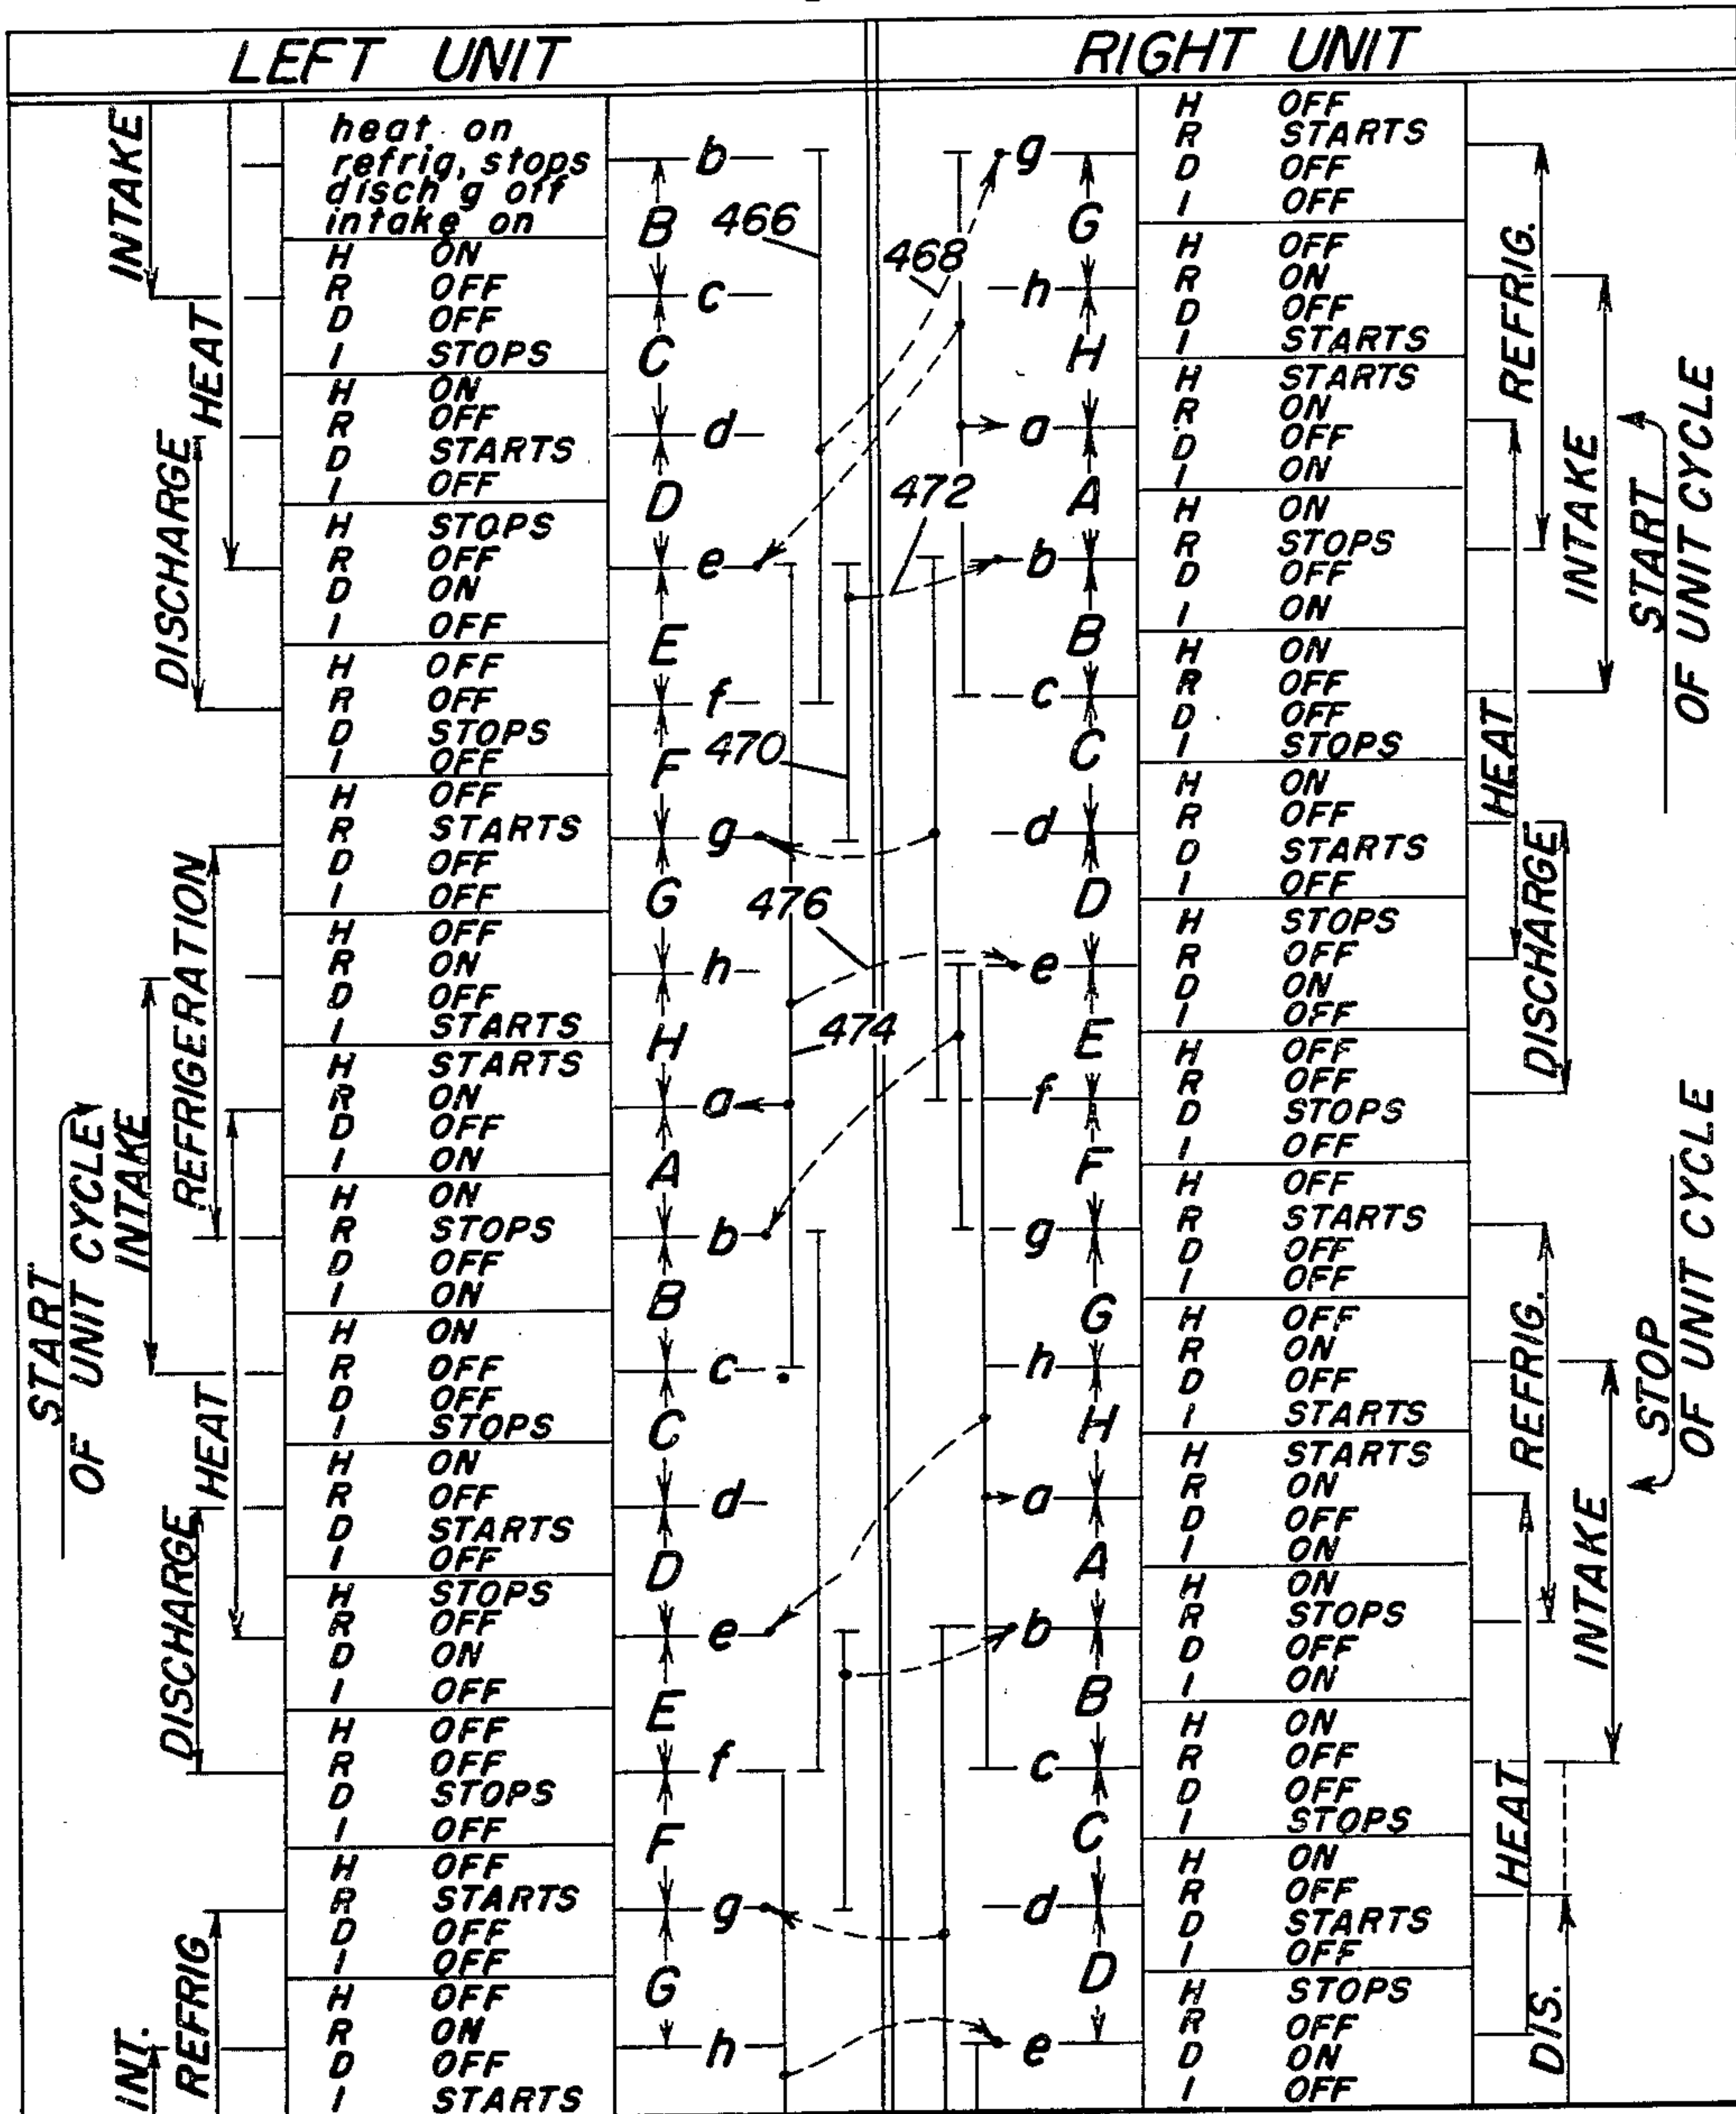 LEFT UNIT
RIGHT UNIT
INTAKE
HEAT
DISCHARGE
REFRIGERATION
INTAKE
START
OF UNIT CYCLE
HEAT
DISCHARGE
REFRIG
INT.
heat on
refrig, stops
disch'g off
intake on
H ON
R OFF
D OFF
I STOPS
H ON
R OFF
D STARTS
I OFF
H STOPS
R OFF
D ON
I OFF
H OFF
R OFF
D STOPS
I OFF
H OFF
R STARTS
D OFF
I OFF
H OFF
R ON
D OFF
I STARTS
H STARTS
R ON
D OFF
I ON
H ON
R STOPS
D OFF
I ON
H ON
R OFF
D OFF
I STOPS
H ON
R OFF
D STARTS
I OFF
H STOPS
R OFF
D ON
I OFF
H OFF
R OFF
D STOPS
I OFF
H OFF
R STARTS
D OFF
I OFF
H OFF
R ON
D OFF
I STARTS
b
B
c
C
d
D
e
E
f
F
g
G
h
H
a
A
b
B
c
C
d
D
e
E
f
F
g
G
h
466
468
472
470
476
474
g
G
h
H
a
A
b
B
c
C
d
D
e
E
f
F
g
G
h
H
a
A
b
B
c
C
d
D
e
H OFF
R STARTS
D OFF
I OFF
H OFF
R ON
D OFF
I STARTS
H STARTS
R ON
D OFF
I ON
H ON
R STOPS
D OFF
I ON
H ON
R OFF
D OFF
I STOPS
H ON
R OFF
D STARTS
I OFF
H STOPS
R OFF
D ON
I OFF
H OFF
R OFF
D STOPS
I OFF
H OFF
R STARTS
D OFF
I OFF
H OFF
R ON
D OFF
I STARTS
H STARTS
R ON
D OFF
I ON
H ON
R STOPS
D OFF
I ON
H ON
R OFF
D OFF
I STOPS
H ON
R OFF
D STARTS
I OFF
H STOPS
R OFF
D ON
I OFF
REFRIG.
INTAKE
START
OF UNIT CYCLE
HEAT
DISCHARGE
REFRIG.
INTAKE
STOP
OF UNIT CYCLE
HEAT
DIS.